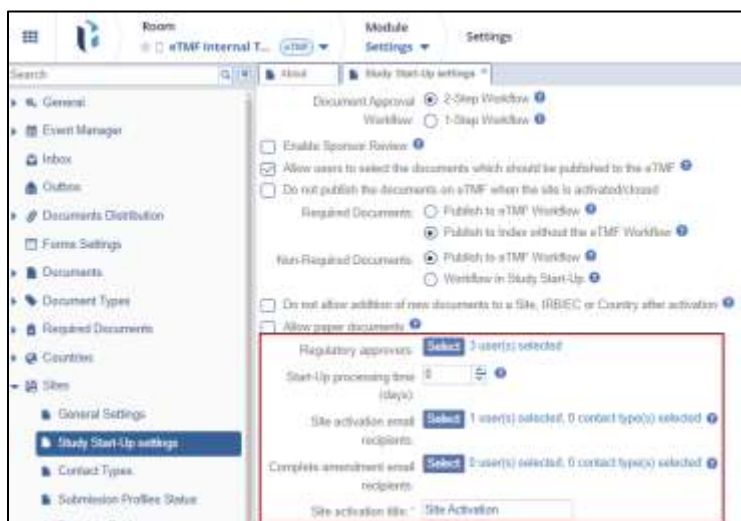 Room
Module
eTMF Internal T... eTMF
Settings
Settings
Search
About
Study Start-Up settings
General
Event Manager
Inbox
Outbox
Documents Distribution
Forms Settings
Documents
Document Types
Required Documents
Countries
Sites
General Settings
Study Start-Up settings
Contact Types
Submission Profiles Status
Document Approval
Workflow:
2-Step Workflow
1-Step Workflow
Enable Sponsor Review
Allow users to select the documents which should be published to the eTMF
Do not publish the documents on eTMF when the site is activated/closed
Required Documents: Publish to eTMF Workflow
Publish to Index without the eTMF Workflow
Non-Required Documents: Publish to eTMF Workflow
Workflow in Study Start-Up
Do not allow addition of new documents to a Site, IRB/EC or Country after activation
Allow paper documents
Regulatory approvers: Select 3 user(s) selected
Start-Up processing time
(days):
Site activation email
recipients:
Select 1 user(s) selected, 0 contact type(s) selected
Complete amendment email
recipients:
Select 0 user(s) selected, 0 contact type(s) selected
Site activation title: * Site Activation